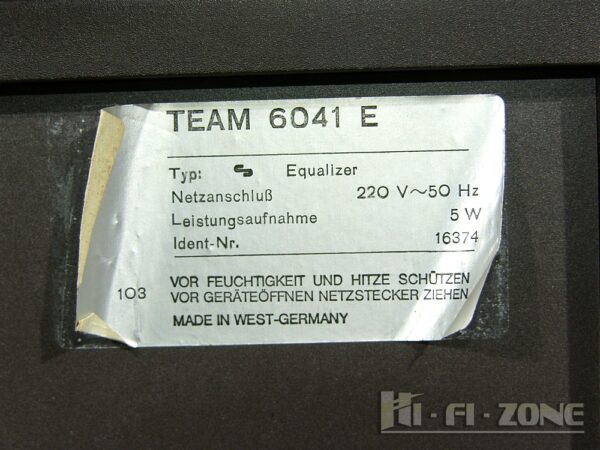 TEAM 6041 E
Typ: Equalizer
Netzanschluß 220 V~50 Hz
Leistungsaufnahme 5 W
Ident-Nr. 16374
103
VOR FEUCHTIGKEIT UND HITZE SCHÜTZEN
VOR GERÄTEÖFFNEN NETZSTECKER ZIEHEN
MADE IN WEST-GERMANY
HI-FI-ZONE